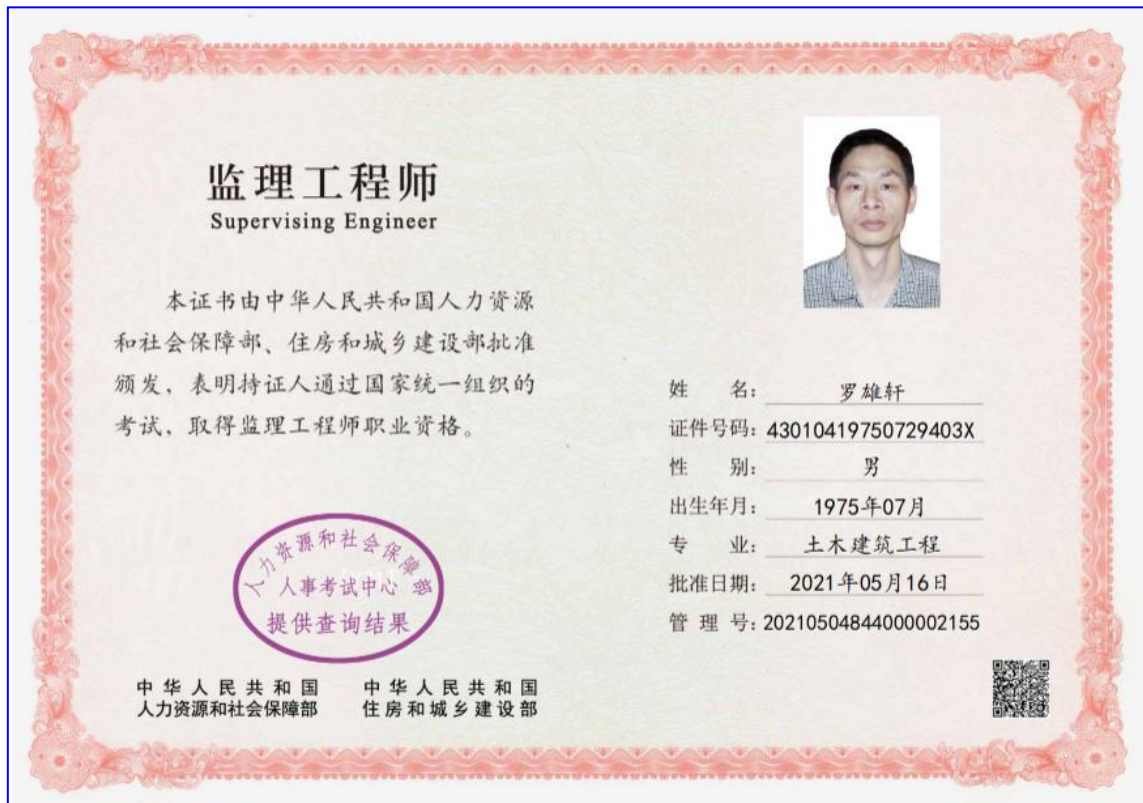 监理工程师
Supervising Engineer
本证书由中华人民共和国人力资源
和社会保障部、住房和城乡建设部批准
颁发，表明持证人通过国家统一组织的
考试，取得监理工程师职业资格。
人力资源和社会保障部
人事考试中心
提供查询结果
中华人民共和国
人力资源和社会保障部
中华人民共和国
住房和城乡建设部
姓 名： 罗雄轩
证件号码： 43010419750729403X
性 别： 男
出生年月： 1975年07月
专 业： 土木建筑工程
批准日期： 2021年05月16日
管 理 号： 20210504844000002155